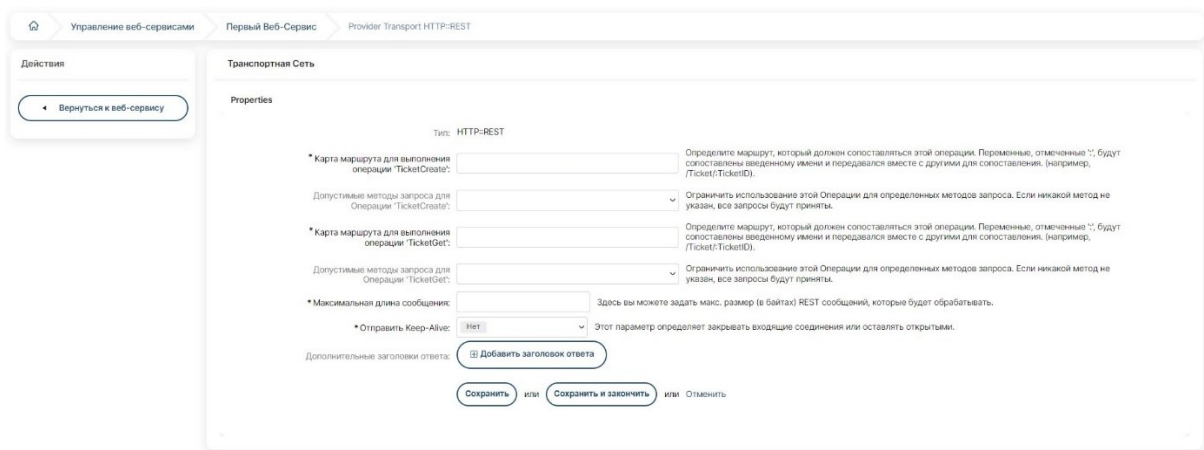 Управление веб-сервисами
Первый Веб-Сервис
Provider Transport HTTP::REST
Действия
Вернуться к веб-сервису
Транспортная Сеть
Properties
Тип: HTTP::REST
* Карта маршрута для выполнения
операции 'TicketCreate':
Определите маршрут, который должен сопоставляться этой операции. Переменные, отмеченные ':', будут
сопоставлены введенному имени и передавался вместе с другими для сопоставления. (например,
/Ticket/:TicketID).
Допустимые методы запроса для
Операции 'TicketCreate':
Ограничить использование этой Операции для определенных методов запроса. Если никакой метод не
указан, все запросы будут приняты.
* Карта маршрута для выполнения
операции 'TicketGet':
Определите маршрут, который должен сопоставляться этой операции. Переменные, отмеченные ':', будут
сопоставлены введенному имени и передавался вместе с другими для сопоставления. (например,
/Ticket/:TicketID).
Допустимые методы запроса для
Операции 'TicketGet':
Ограничить использование этой Операции для определенных методов запроса. Если никакой метод не
указан, все запросы будут приняты.
* Максимальная длина сообщения:
Здесь вы можете задать макс. размер (в байтах) REST сообщений, которые будет обрабатывать.
* Отправить Keep-Alive: Нет
Этот параметр определяет закрывать входящие соединения или оставлять открытыми.
Дополнительные заголовки ответа: Добавить заголовок ответа
Сохранить или Сохранить и закончить или Отменить